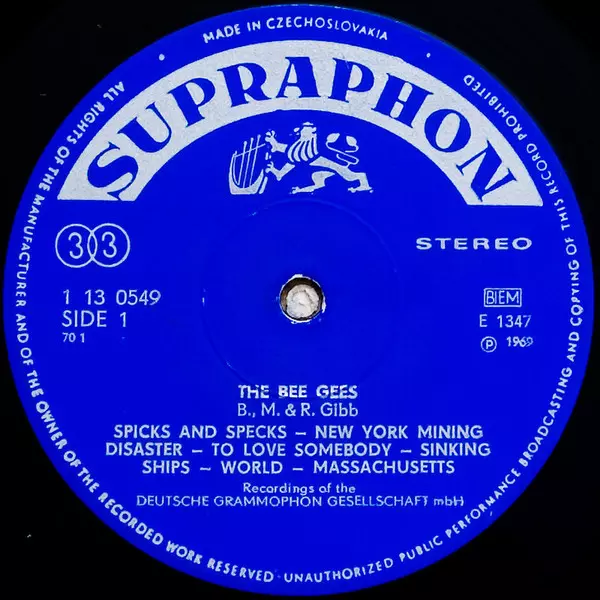 MADE IN CZECHOSLOVAKIA
SUPRAPHON
33
STEREO
1 13 0549
SIDE 1
70 1
BIEM
E 1347
Ⓟ 1969
THE BEE GEES
B., M. & R. Gibb
SPICKS AND SPECKS – NEW YORK MINING
DISASTER – TO LOVE SOMEBODY – SINKING
SHIPS – WORLD – MASSACHUSETTS
Recordings of the
DEUTSCHE GRAMMOPHON GESELLSCHAFT mbH
ALL RIGHTS OF THE MANUFACTURER AND OF THE OWNER OF THE RECORDED WORK RESERVED · UNAUTHORIZED PUBLIC PERFORMANCE BROADCASTING AND COPYING OF THIS RECORD PROHIBITED